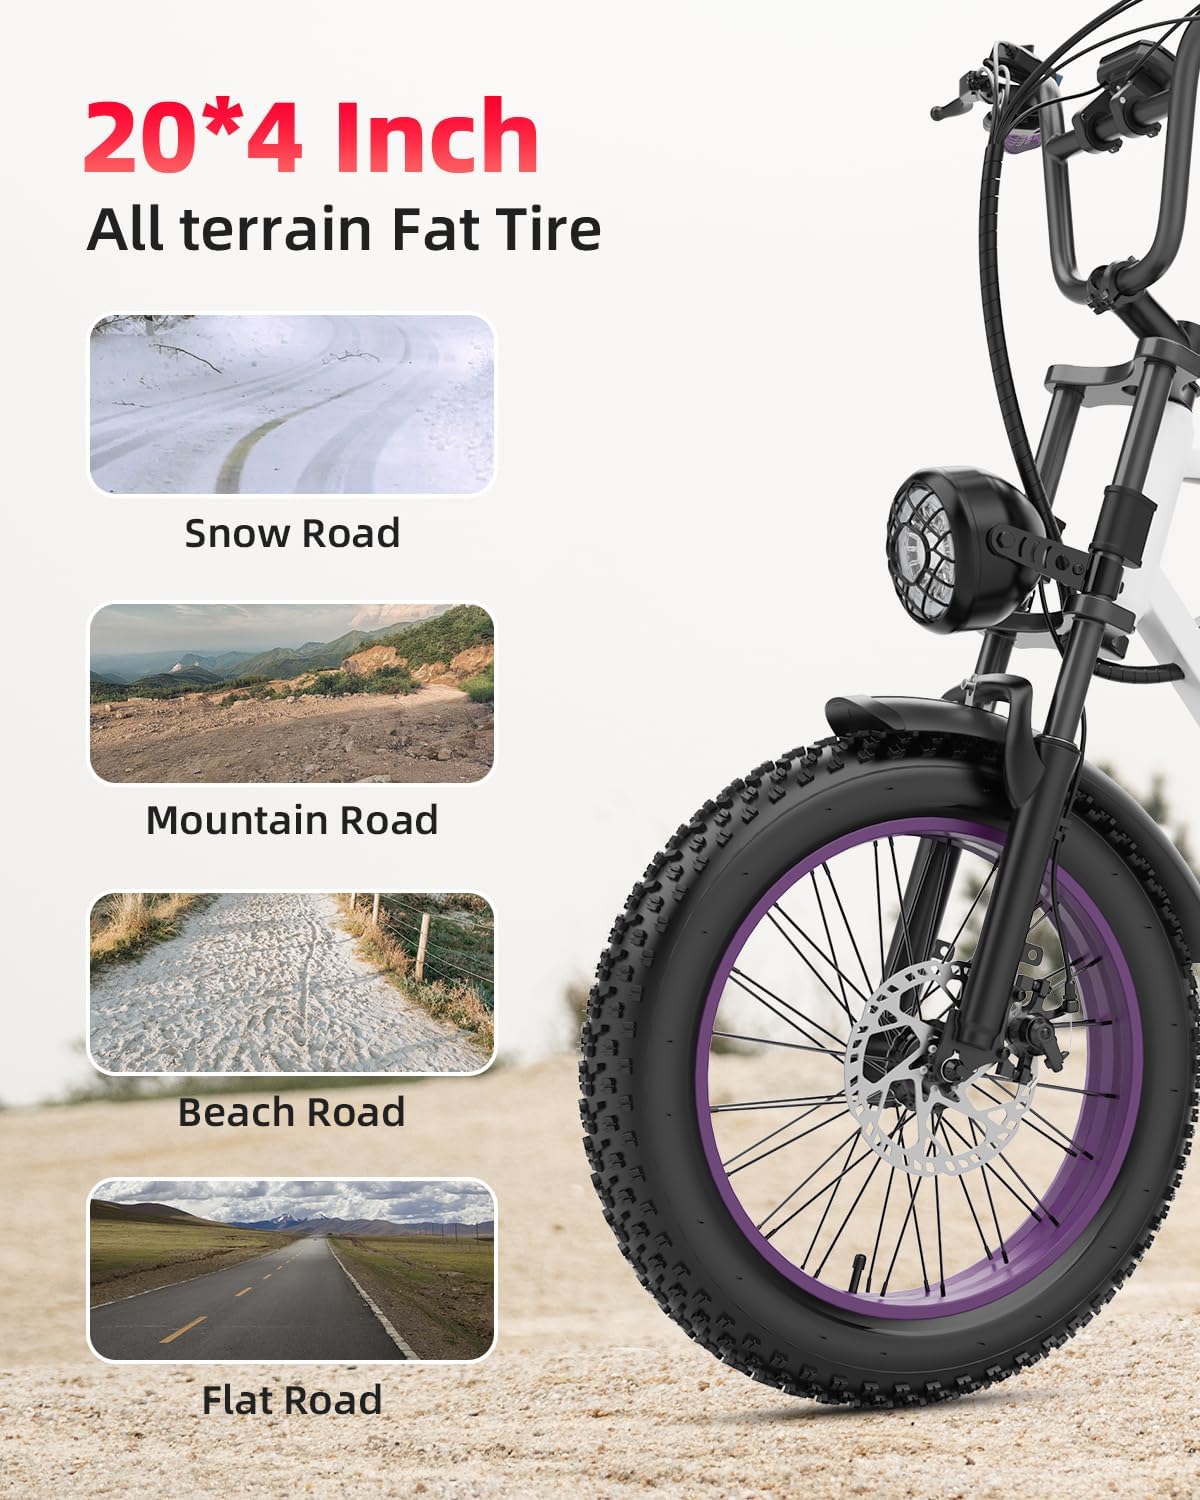 20*4 Inch
All terrain Fat Tire
Snow Road
Mountain Road
Beach Road
Flat Road